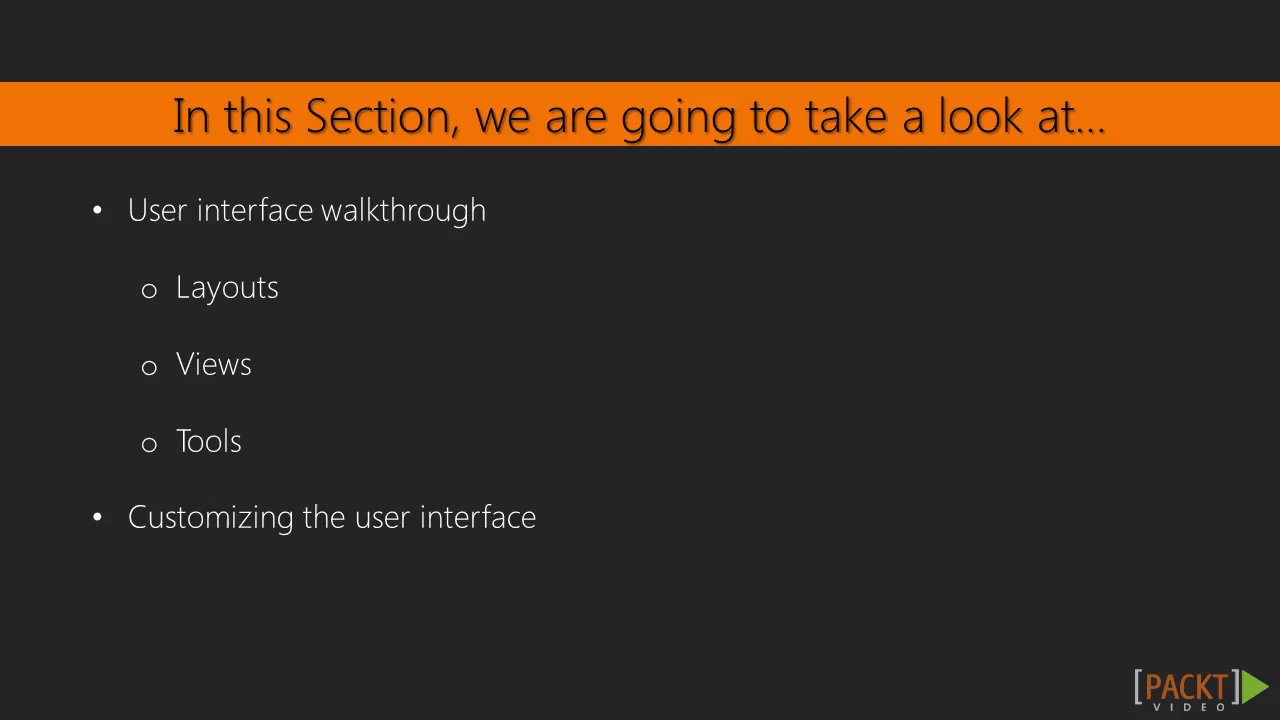 In this Section, we are going to take a look at...
• User interface walkthrough
o Layouts
o Views
o Tools
• Customizing the user interface
[PACKT]
VIDEO